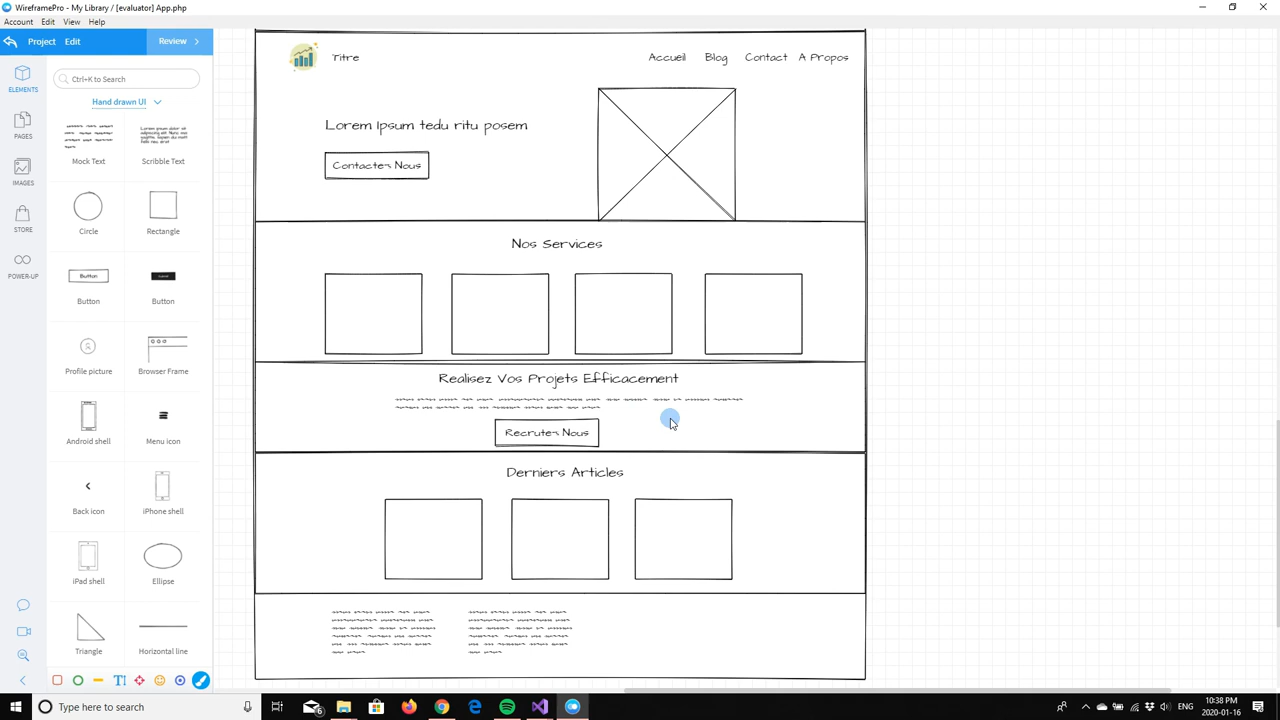 WireframePro - My Library / [evaluator] App.php
Account Edit View Help
Project Edit Review
Ctrl+K to Search
Hand drawn UI
ELEMENTS
PAGES
IMAGES
STORE
POWER-UP
Mock Text Scribble Text
Circle Rectangle
Button
Button Button
Profile picture Browser Frame
Android shell Menu icon
Back icon iPhone shell
iPad shell Ellipse
Triangle Horizontal line
Titre Accueil Blog Contact A Propos
Lorem Ipsum tedu ritu posem
Contactez Nous
Nos Services
Realisez Vos Projets Efficacement
Recrutez Nous
Derniers Articles
Type here to search
6
ENG
10:38 PM
2020-01-16